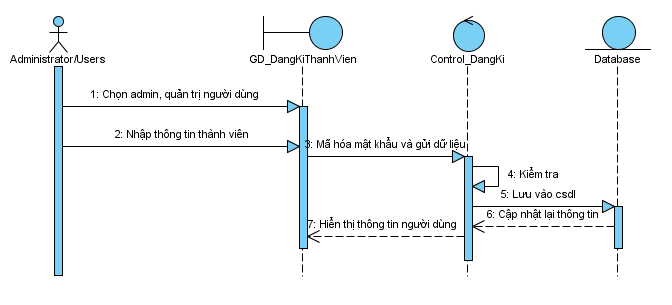 Administrator/Users
GD_DangKiThanhVien
Control_DangKi
Database
1: Chọn admin, quản trị người dùng
2: Nhập thông tin thành viên
3: Mã hóa mật khẩu và gửi dữ liệu
4: Kiểm tra
5: Lưu vào csdl
6: Cập nhật lại thông tin
7: Hiển thị thông tin người dùng